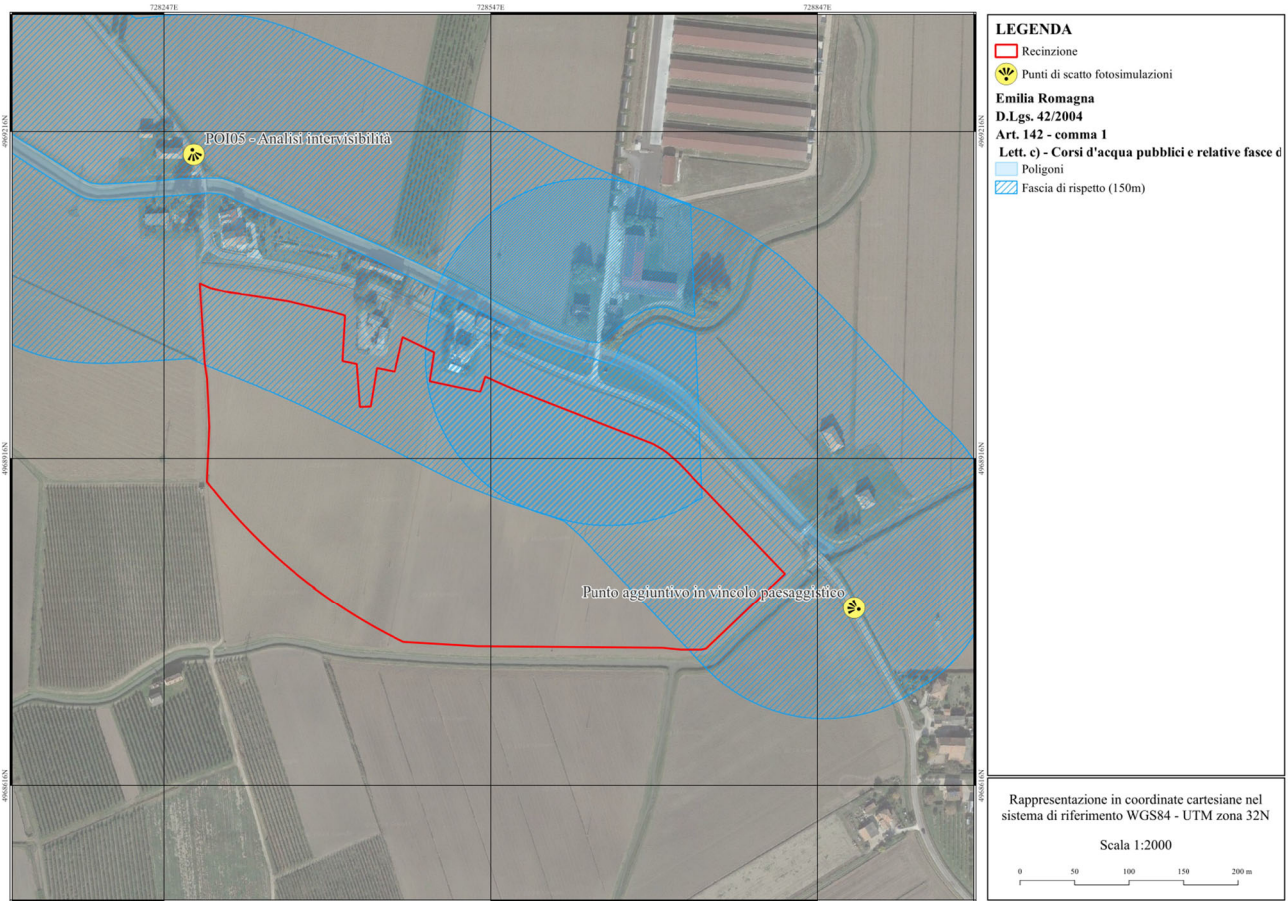 728247E
728547E
728847E
4969216N
4969216N
4968916N
4968916N
4968616N
4968616N
POI05 - Analisi intervisibilità
Punto aggiuntivo in vincolo paesaggistico
LEGENDA
Recinzione
Punti di scatto fotosimulazioni
Emilia Romagna
D.Lgs. 42/2004
Art. 142 - comma 1
Lett. c) - Corsi d'acqua pubblici e relative fasce d
Poligoni
Fascia di rispetto (150m)
Rappresentazione in coordinate cartesiane nel
sistema di riferimento WGS84 - UTM zona 32N
Scala 1:2000
0 50 100 150 200 m